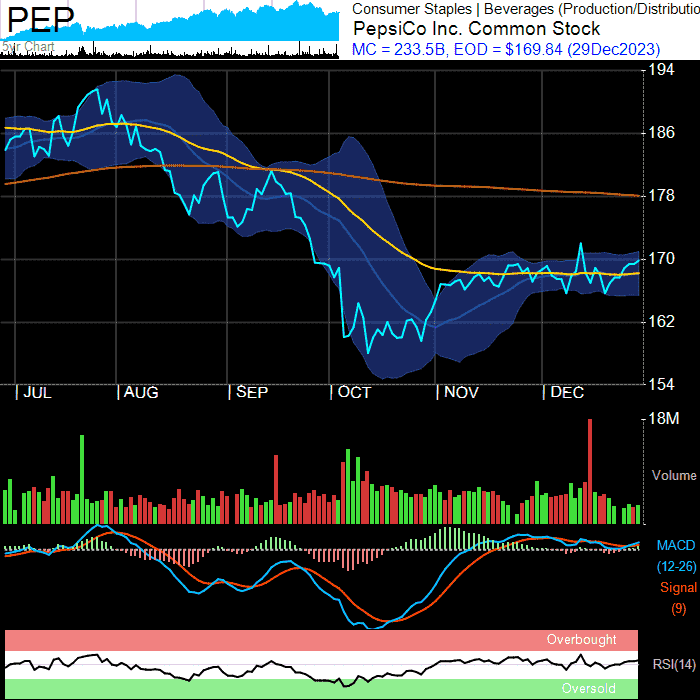 PEP
5yr Chart
Consumer Staples | Beverages (Production/Distributio
PepsiCo Inc. Common Stock
MC = 233.5B, EOD = $169.84 (29Dec2023)
194
186
178
170
162
154
| JUL | AUG | SEP | OCT | NOV | DEC
18M
Volume
MACD
(12-26)
Signal
(9)
Overbought
RSI(14)
Oversold